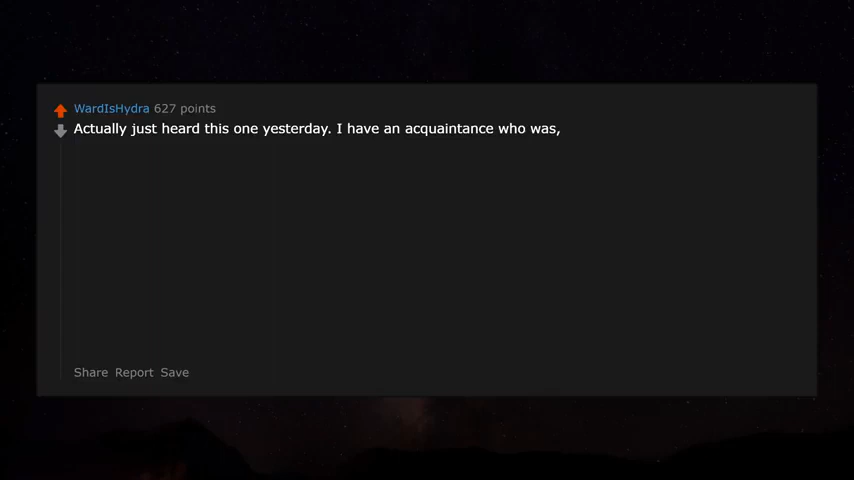 WardIsHydra 627 points
Actually just heard this one yesterday. I have an acquaintance who was,
Share Report Save